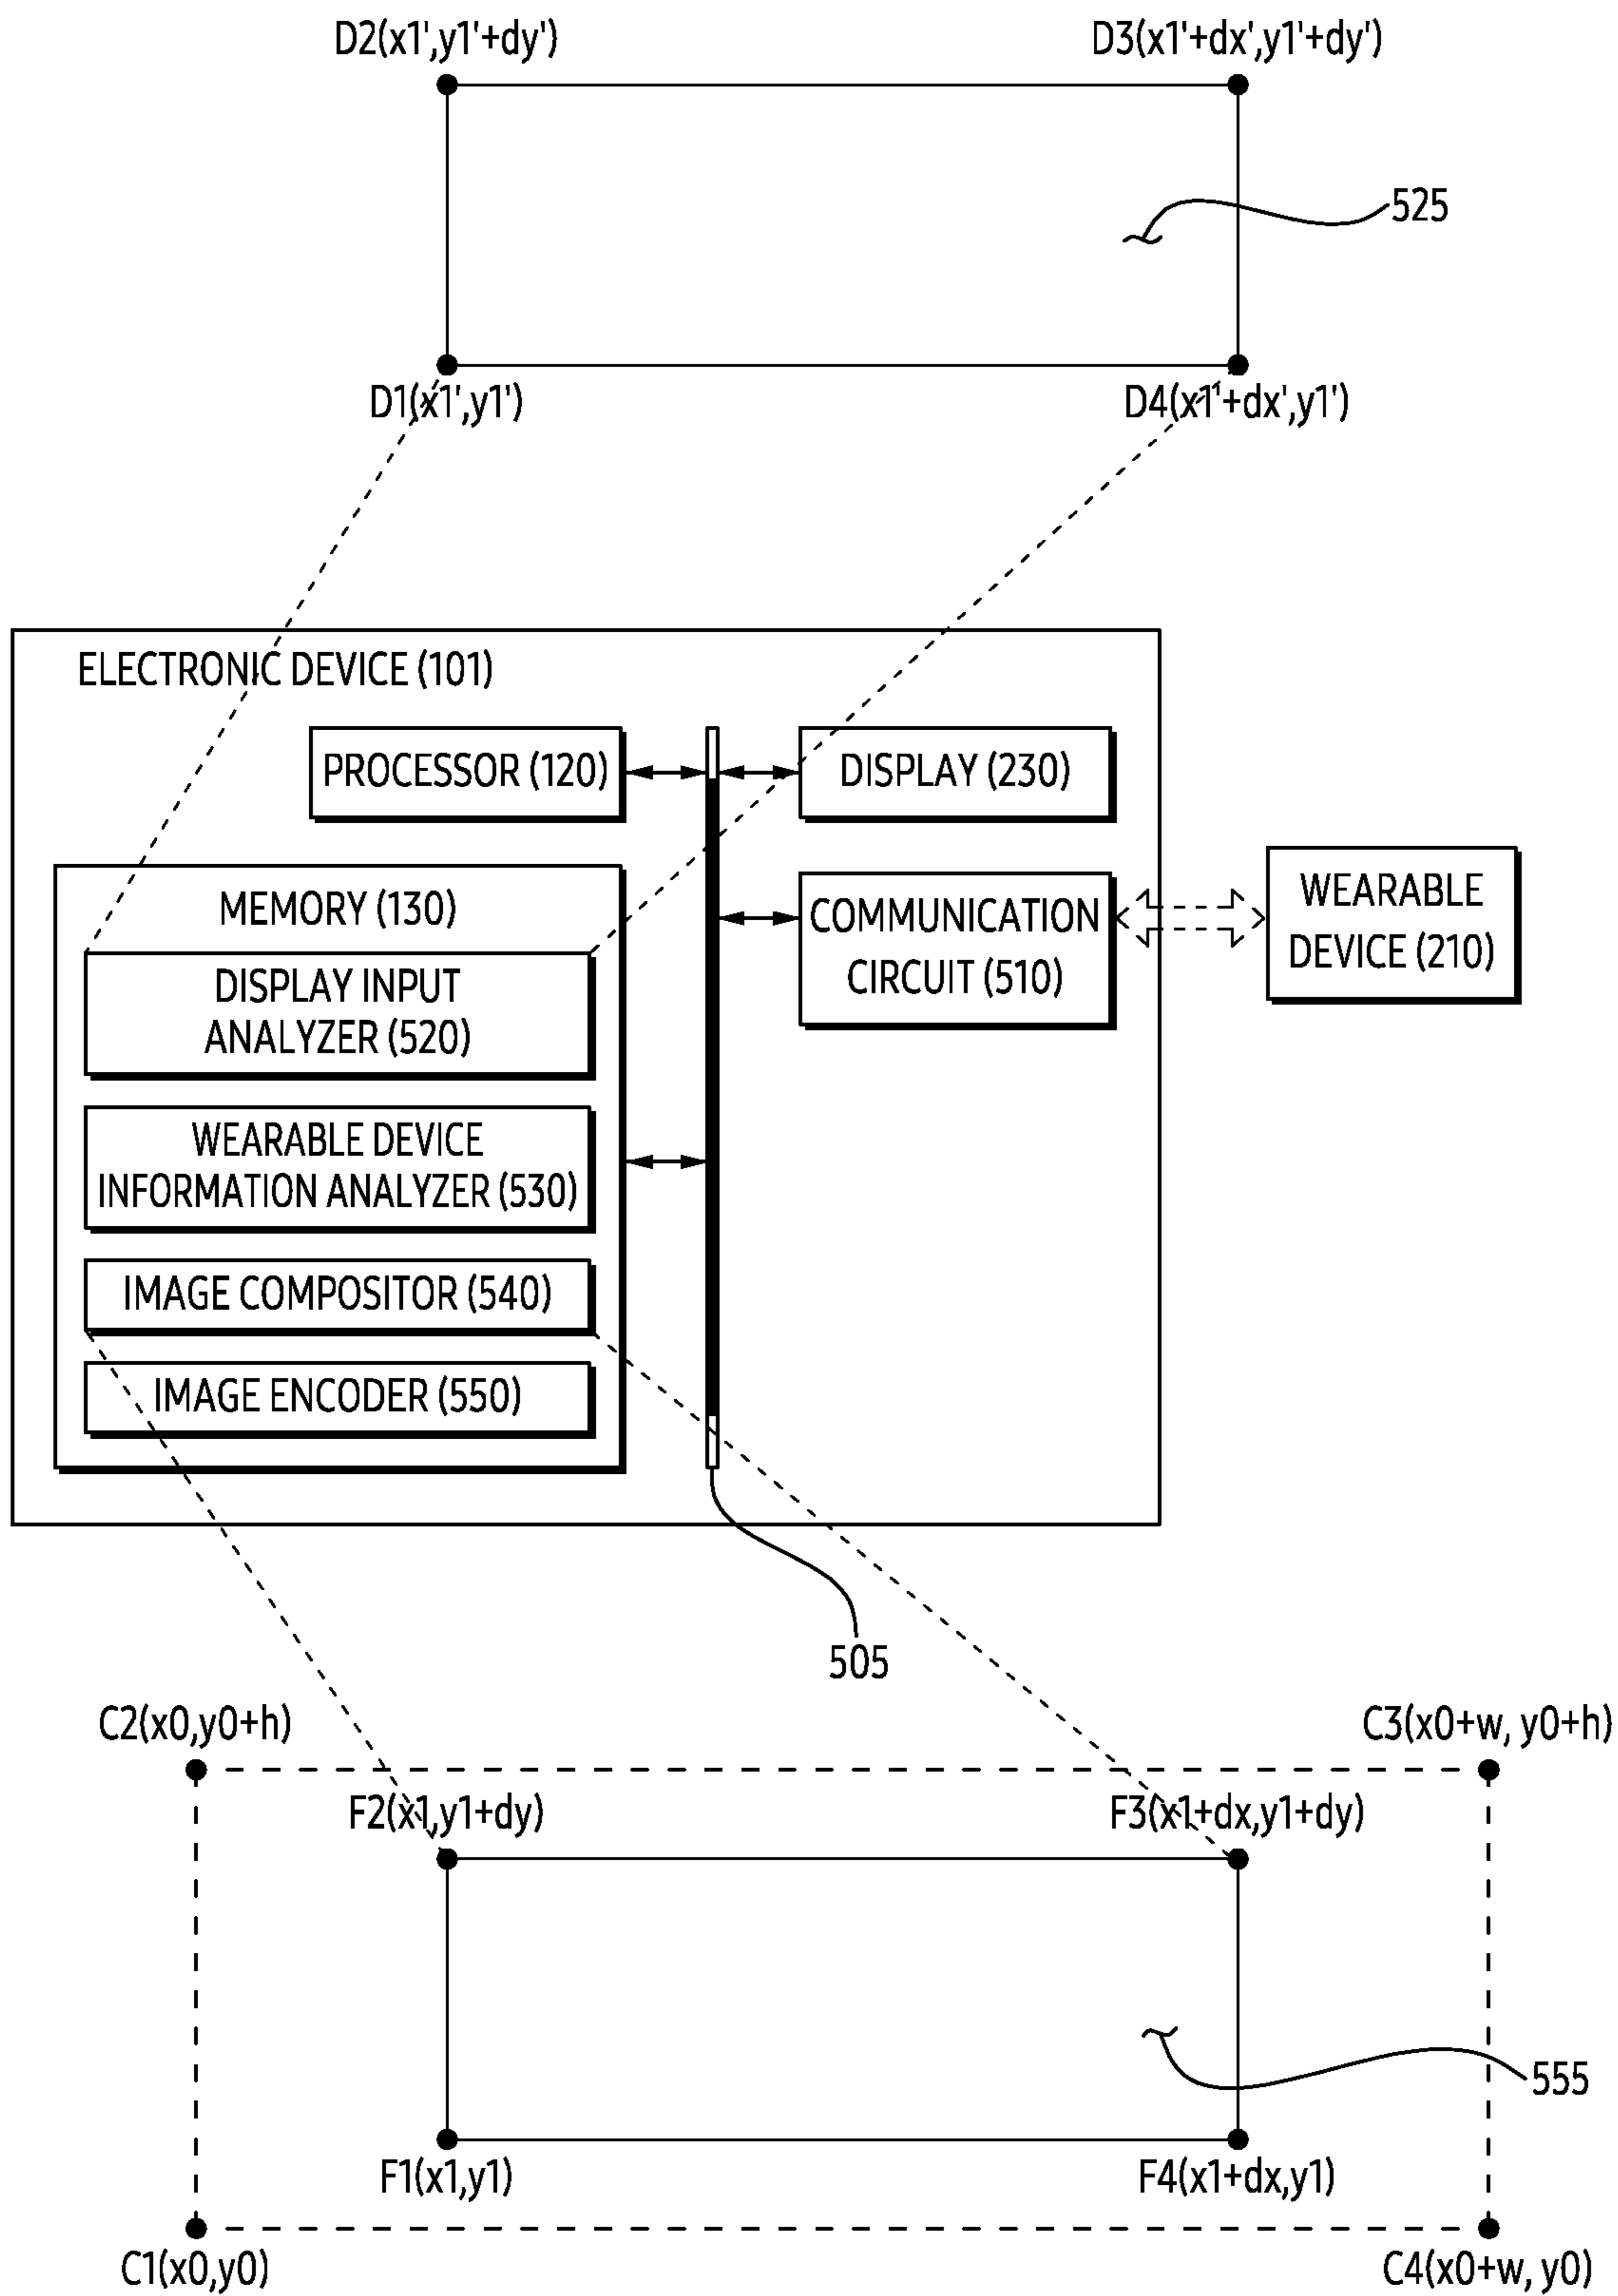 D2(x1',y1'+dy')
D3(x1'+dx',y1'+dy')
525
D1(x1',y1')
D4(x1'+dx',y1')
ELECTRONIC DEVICE (101)
PROCESSOR (120)
DISPLAY (230)
MEMORY (130)
COMMUNICATION
CIRCUIT (510)
WEARABLE
DEVICE (210)
DISPLAY INPUT
ANALYZER (520)
WEARABLE DEVICE
INFORMATION ANALYZER (530)
IMAGE COMPOSITOR (540)
IMAGE ENCODER (550)
505
C2(x0,y0+h)
C3(x0+w, y0+h)
F2(x1,y1+dy)
F3(x1+dx,y1+dy)
555
F1(x1,y1)
F4(x1+dx,y1)
C1(x0,y0)
C4(x0+w, y0)